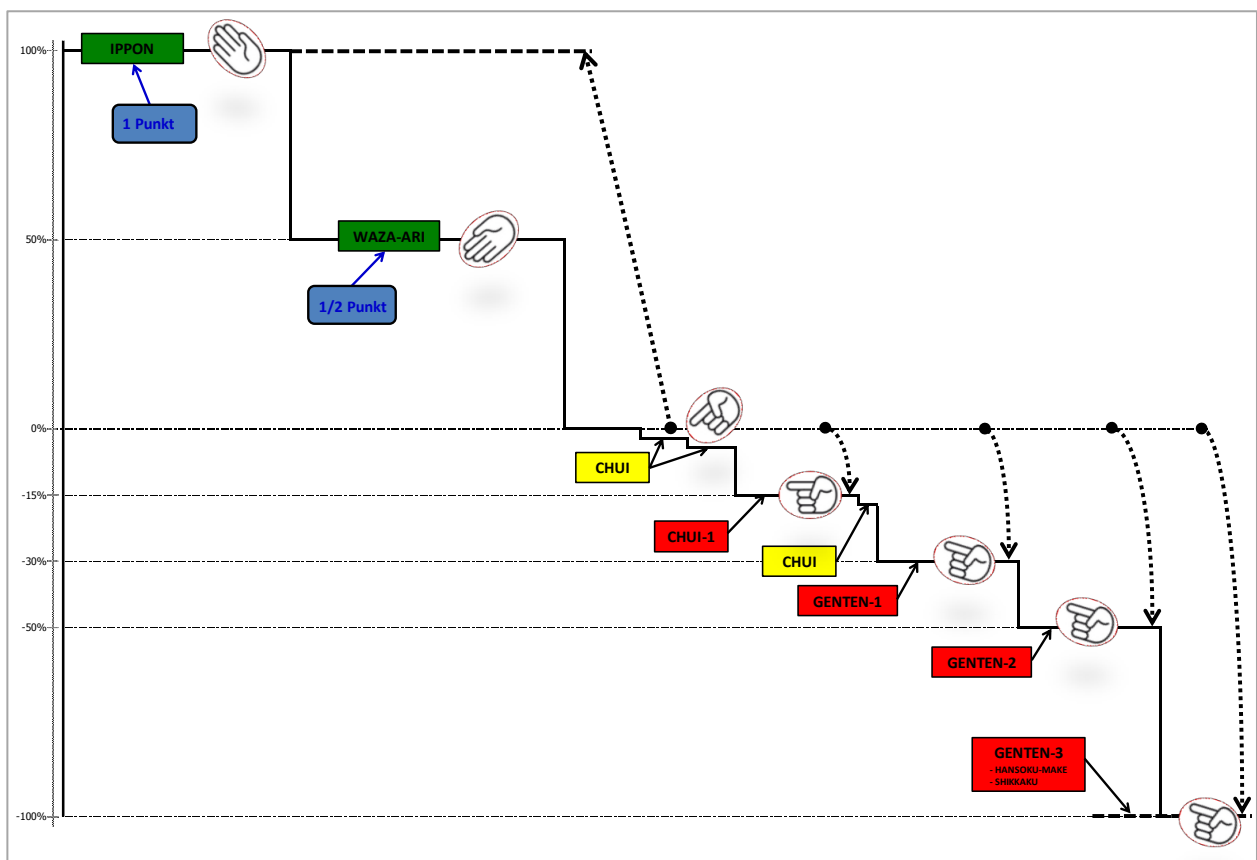 100%
IPPON
1 Punkt
50%
WAZA-ARI
1/2 Punkt
0%
CHUI
-15%
CHUI-1
CHUI
-30%
GENTEN-1
-50%
GENTEN-2
GENTEN-3
- HANSOKU-MAKE
- SHIKKAKU
-100%